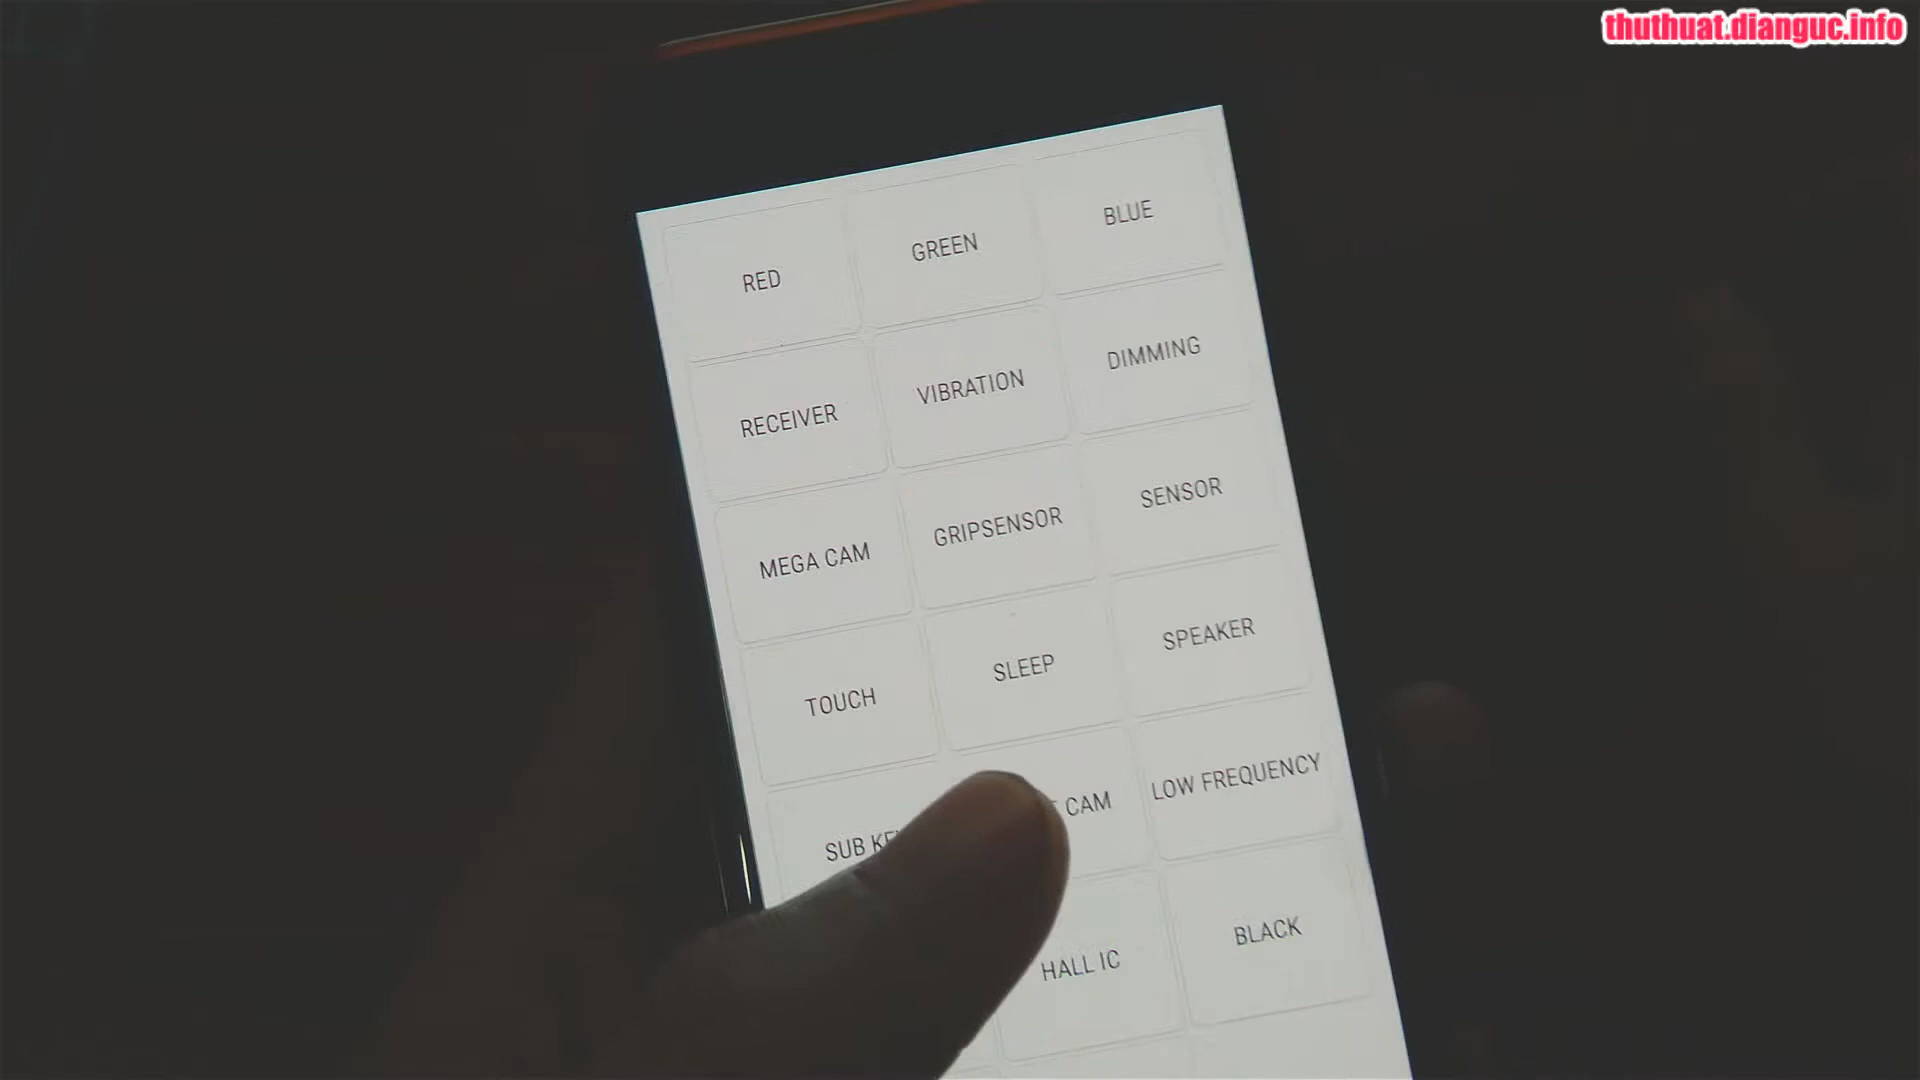 thuthuat.dianguc.info
RED
GREEN
BLUE
RECEIVER
VIBRATION
DIMMING
MEGA CAM
GRIPSENSOR
SENSOR
TOUCH
SLEEP
SPEAKER
SUB
CAM
LOW FREQUENCY
HALL IC
BLACK